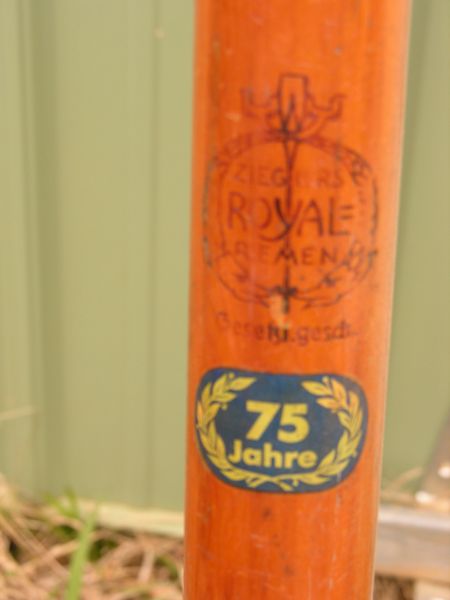 ZIEGLERS
ROYAL
BREMEN
Gesetzl.gesch.
75
Jahre